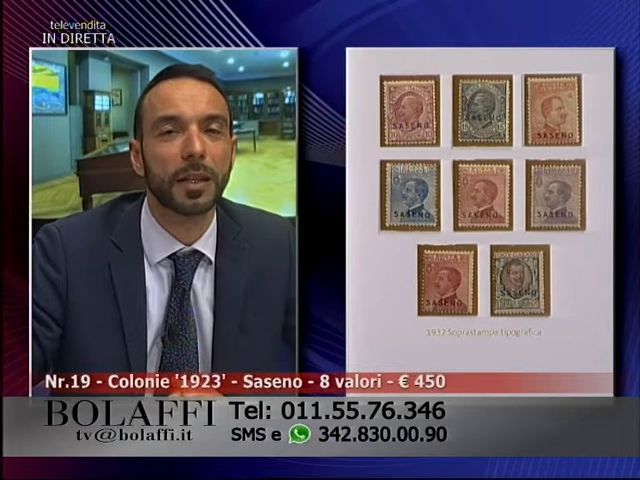 televendita
IN DIRETTA
SASENO
SASENO
SASENO
SASENO
SASENO
SASENO
SASENO
SASENO
1932 Soprastampa tipografica
Nr.19 - Colonie '1923' - Saseno - 8 valori - € 450
BOLAFFI
tv@bolaffi.it
Tel: 011.55.76.346
SMS e 342.830.00.90